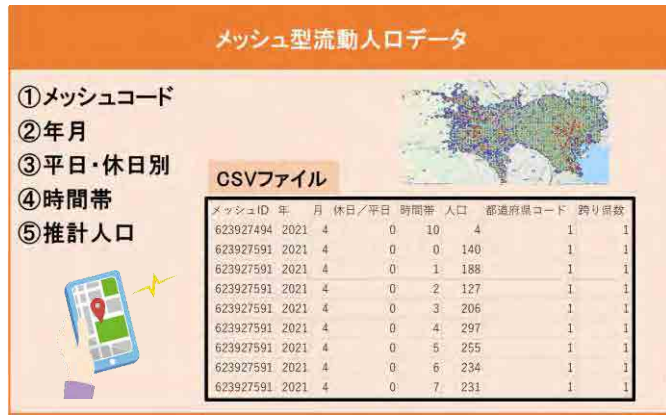 メッシュ型流動人口データ
①メッシュコード
②年月
③平日・休日別
④時間帯
⑤推計人口
CSVファイル
メッシュID 年 月 休日／平日 時間帯 人口 都道府県コード 跨り県数
623927494 2021 4 0 10 4 1 1
623927591 2021 4 0 0 140 1 1
623927591 2021 4 0 1 188 1 1
623927591 2021 4 0 2 127 1 1
623927591 2021 4 0 3 206 1 1
623927591 2021 4 0 4 297 1 1
623927591 2021 4 0 5 255 1 1
623927591 2021 4 0 6 234 1 1
623927591 2021 4 0 7 231 1 1